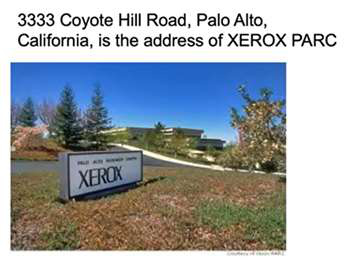 3333 Coyote Hill Road, Palo Alto,
California, is the address of XEROX PARC
PALO ALTO RESEARCH CENTER
XEROX
Courtesy of Xerox PARC